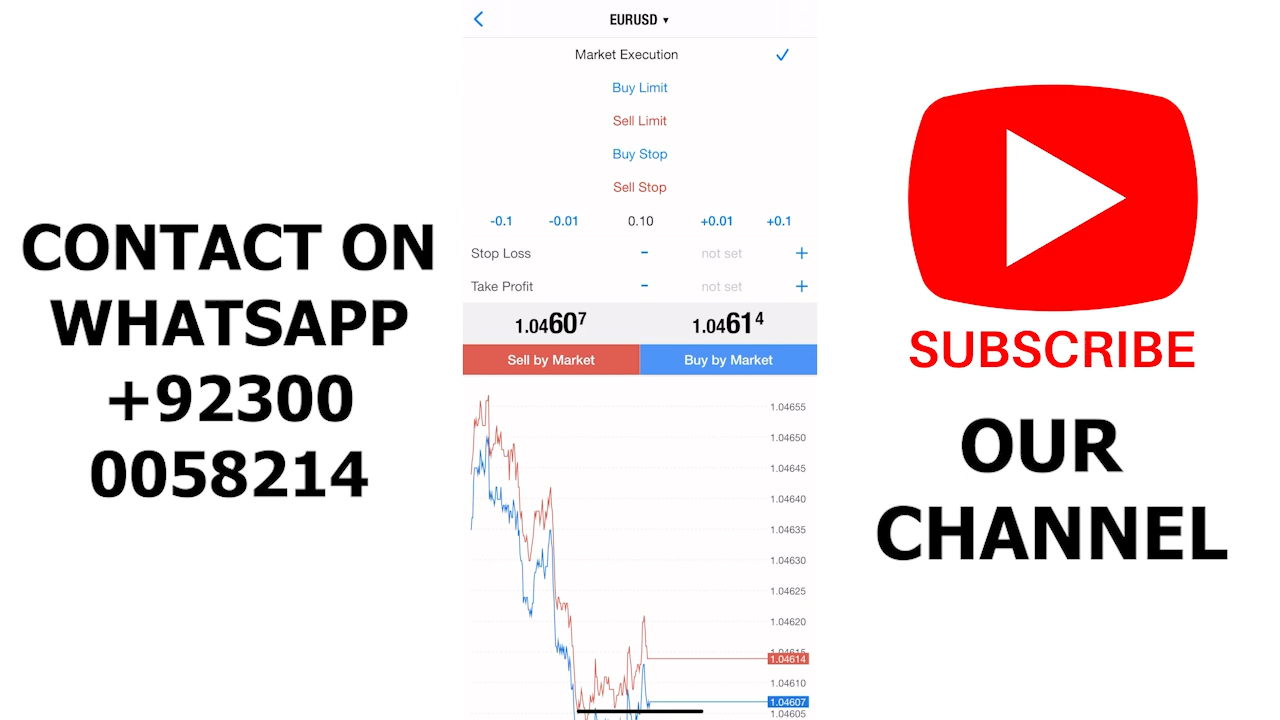 CONTACT ON
WHATSAPP
+92300
0058214
EURUSD ▾
Market Execution
Buy Limit
Sell Limit
Buy Stop
Sell Stop
-0.1 -0.01 0.10 +0.01 +0.1
Stop Loss - not set +
Take Profit - not set +
1.04607 1.04614
Sell by Market Buy by Market
1.04655
1.04650
1.04645
1.04640
1.04635
1.04630
1.04625
1.04620
1.04615
1.04614
1.04610
1.04607
1.04605
SUBSCRIBE
OUR
CHANNEL